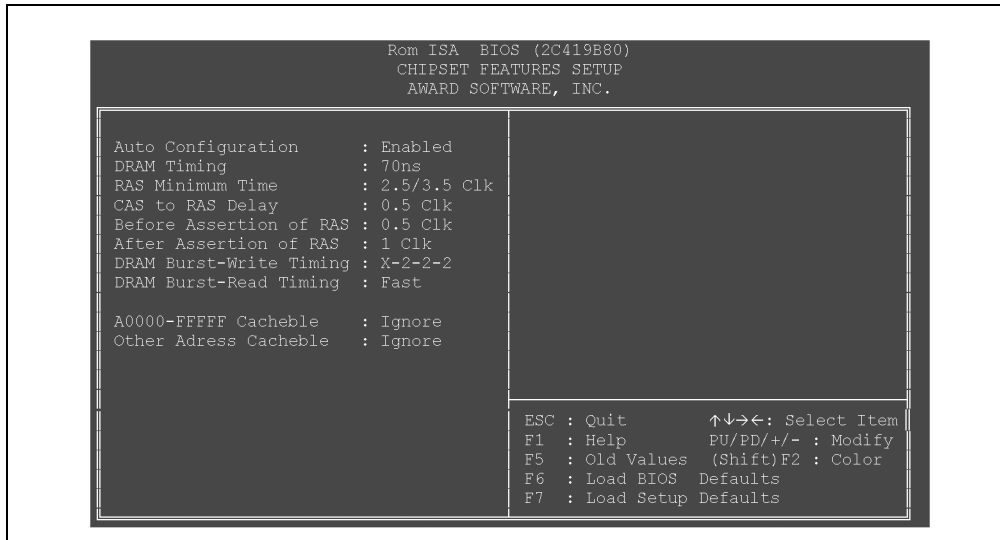 Rom ISA BIOS (2C419B80)
CHIPSET FEATURES SETUP
AWARD SOFTWARE, INC.
Auto Configuration : Enabled
DRAM Timing : 70ns
RAS Minimum Time : 2.5/3.5 Clk
CAS to RAS Delay : 0.5 Clk
Before Assertion of RAS : 0.5 Clk
After Assertion of RAS : 1 Clk
DRAM Burst-Write Timing : X-2-2-2
DRAM Burst-Read Timing : Fast
A0000-FFFFF Cacheble : Ignore
Other Adress Cacheble : Ignore
ESC : Quit ↑↓→←: Select Item
F1 : Help PU/PD/+/- : Modify
F5 : Old Values (Shift)F2 : Color
F6 : Load BIOS Defaults
F7 : Load Setup Defaults